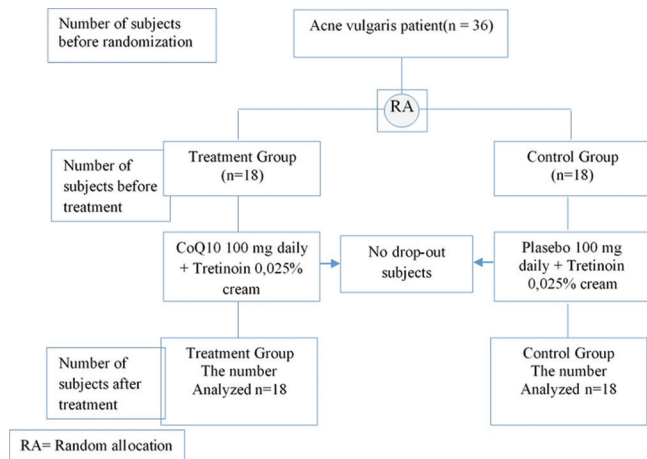 Number of subjects
before randomization
Acne vulgaris patient(n = 36)
RA
Number of
subjects before
treatment
Treatment Group
(n=18)
Control Group
(n=18)
CoQ10 100 mg daily
+ Tretinoin 0,025%
cream
No drop-out
subjects
Plasebo 100 mg
daily + Tretinoin
0,025% cream
Number of
subjects after
treatment
Treatment Group
The number
Analyzed n=18
Control Group
The number
Analyzed n=18
RA= Random allocation